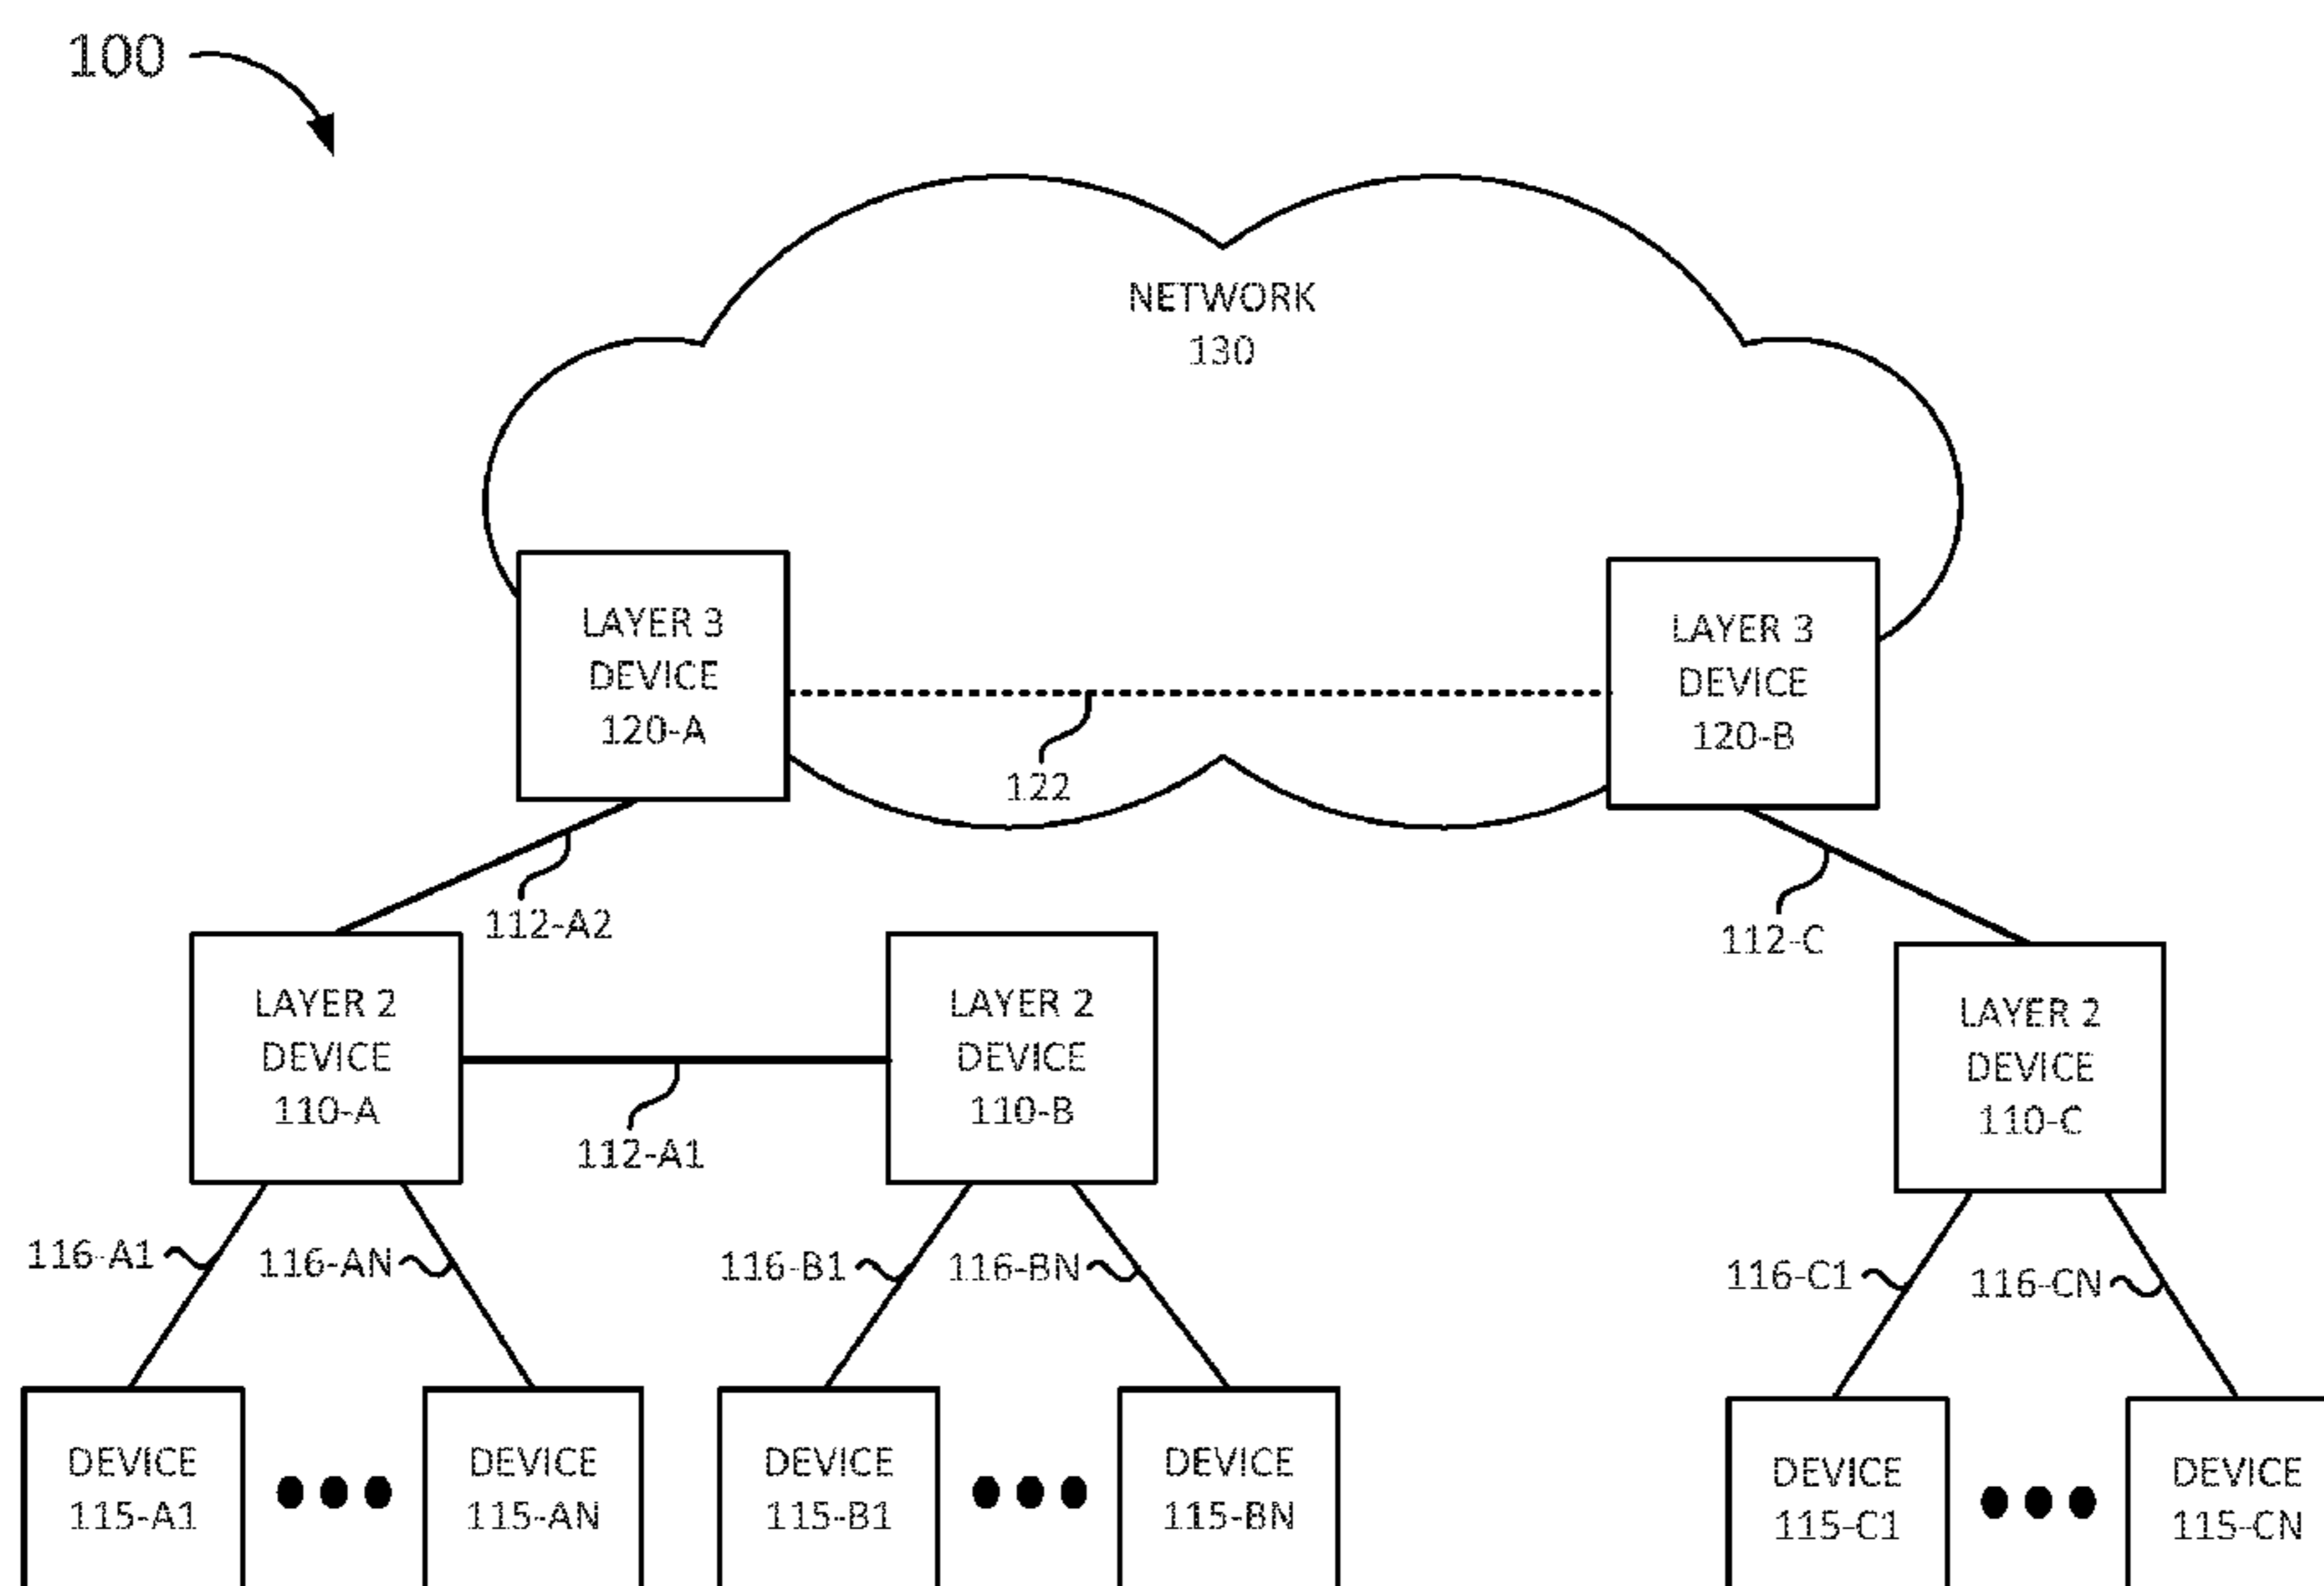 100
NETWORK
130
LAYER 3
DEVICE
120-A
LAYER 3
DEVICE
120-B
122
112-A2
112-C
LAYER 2
DEVICE
110-A
LAYER 2
DEVICE
110-B
LAYER 2
DEVICE
110-C
112-A1
116-A1
116-AN
116-B1
116-BN
116-C1
116-CN
DEVICE
115-A1
DEVICE
115-AN
DEVICE
115-B1
DEVICE
115-BN
DEVICE
115-C1
DEVICE
115-CN